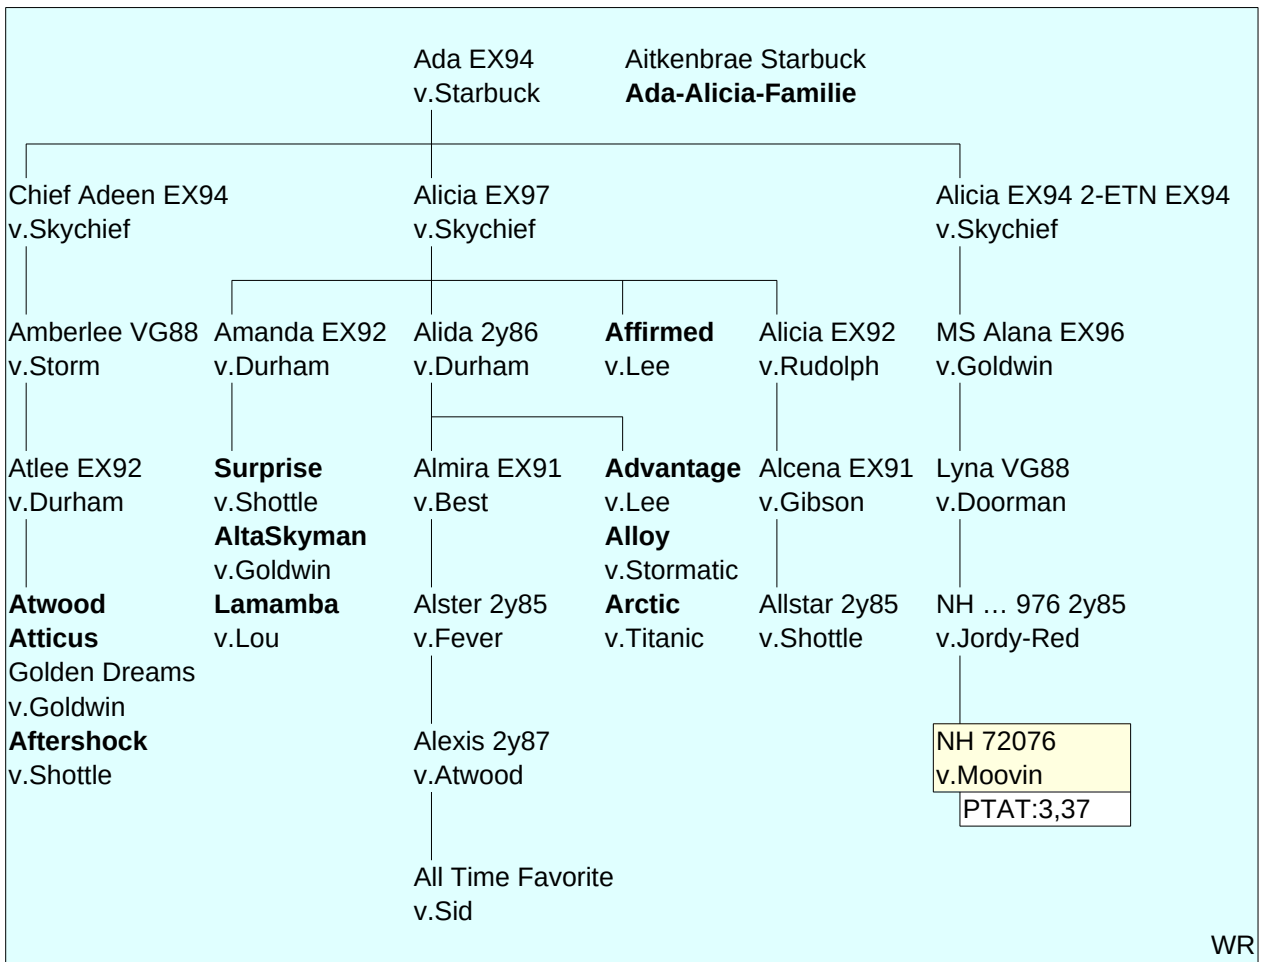 Ada EX94 Aitkenbrae Starbuck
v.Starbuck Ada-Alicia-Familie
Chief Adeen EX94 Alicia EX97 Alicia EX94 2-ETN EX94
v.Skychief v.Skychief v.Skychief
Amberlee VG88 Amanda EX92 Alida 2y86 Affirmed Alicia EX92 MS Alana EX96
v.Storm v.Durham v.Durham v.Lee v.Rudolph v.Goldwin
Atlee EX92 Surprise Almira EX91 Advantage Alcena EX91 Lyna VG88
v.Durham v.Shottle v.Best v.Lee v.Gibson v.Doorman
AltaSkyman Alloy
v.Goldwin v.Stormatic
Atwood Lamamba Alster 2y85 Arctic Allstar 2y85 NH … 976 2y85
Atticus v.Lou v.Fever v.Titanic v.Shottle v.Jordy-Red
Golden Dreams
v.Goldwin
Aftershock Alexis 2y87 NH 72076
v.Shottle v.Atwood v.Moovin
PTAT:3,37
All Time Favorite
v.Sid
WR